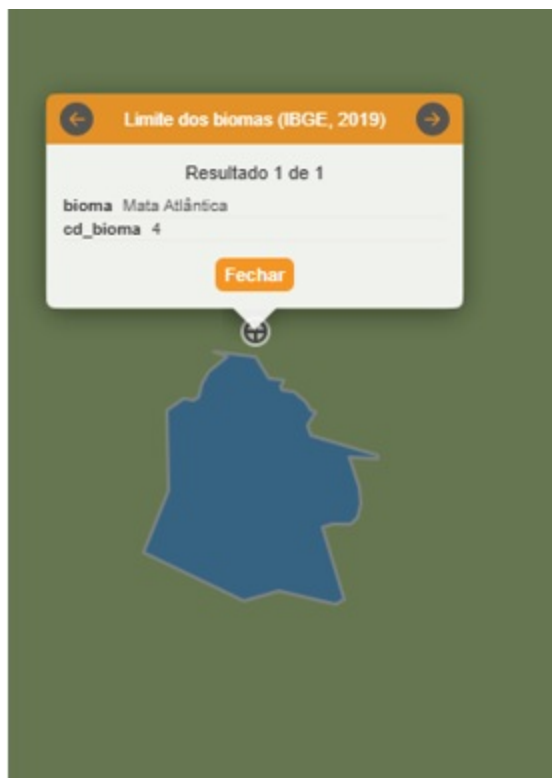 Limite dos biomas (IBGE, 2019)
Resultado 1 de 1
bioma Mata Atlântica
cd_bioma 4
Fechar